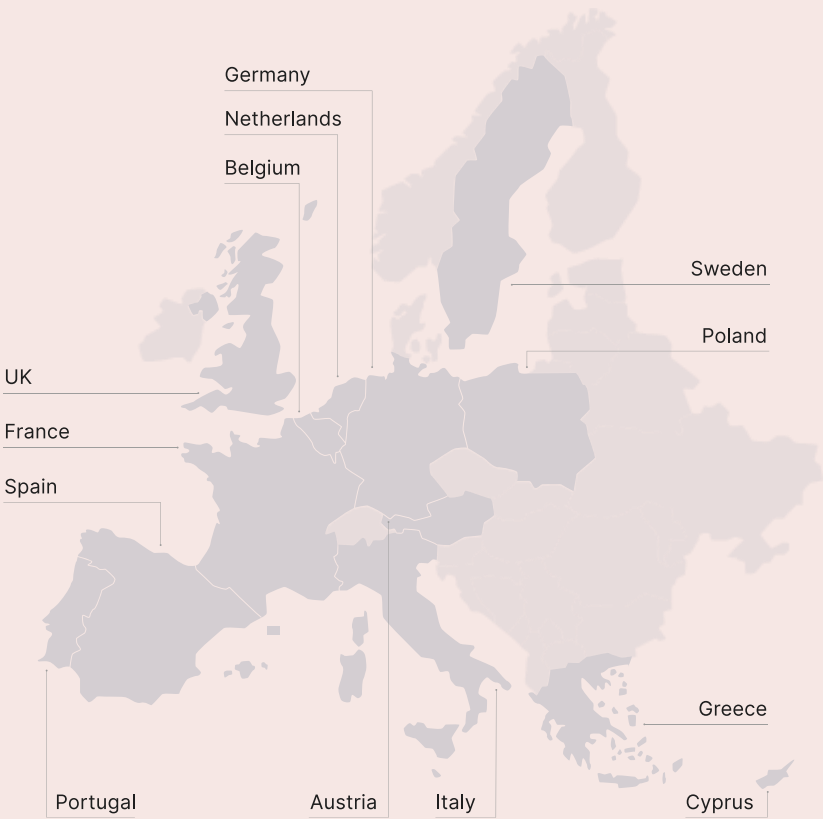 Germany
Netherlands
Belgium
Sweden
Poland
UK
France
Spain
Greece
Portugal
Austria
Italy
Cyprus